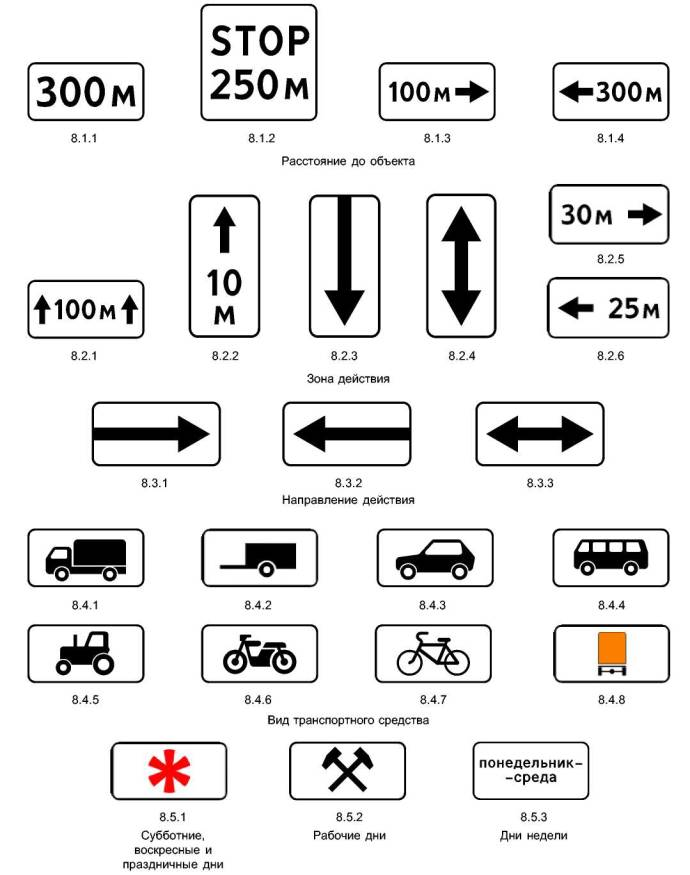 STOP
300м
250м
100м
300м
8.1.1
8.1.2
8.1.3
8.1.4
Расстояние до объекта
30м
8.2.5
10
м
100м
25м
8.2.1
8.2.2
8.2.3
8.2.4
8.2.6
Зона действия
8.3.1
8.3.2
8.3.3
Направление действия
8.4.1
8.4.2
8.4.3
8.4.4
8.4.5
8.4.6
8.4.7
8.4.8
Вид транспортного средства
понедельник–
–среда
8.5.1
8.5.2
8.5.3
Субботние,
воскресные и
праздничные дни
Рабочие дни
Дни недели